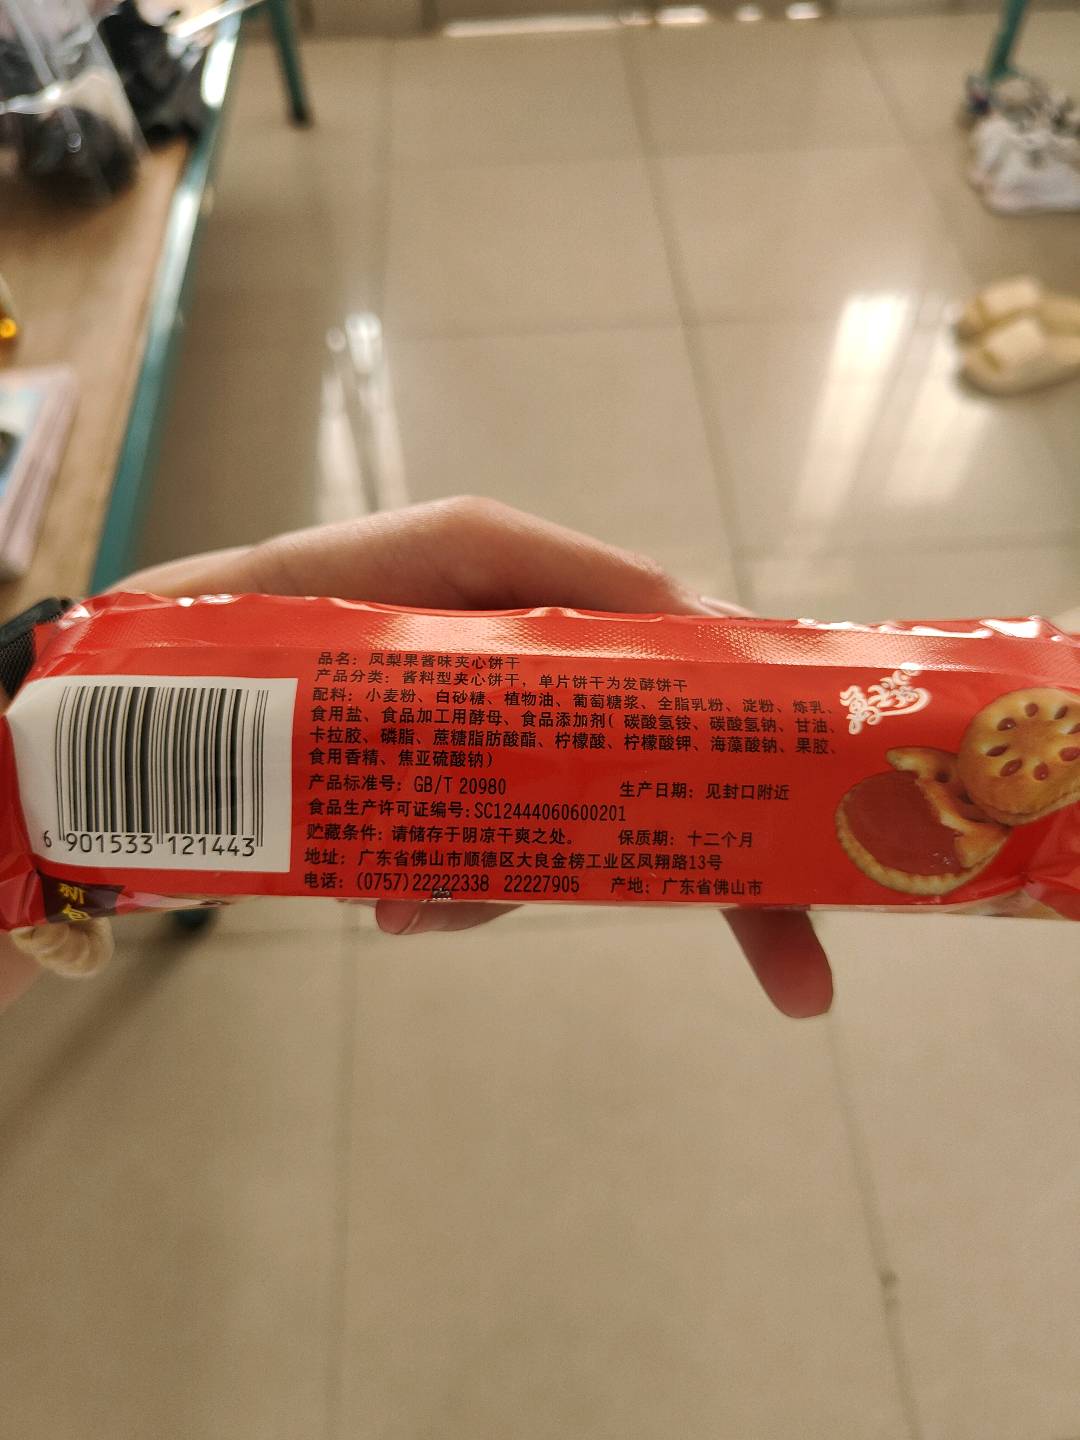 品名：凤梨果酱味夹心饼干
产品分类：酱料型夹心饼干，单片饼干为发酵饼干
配料：小麦粉、白砂糖、植物油、葡萄糖浆、全脂乳粉、淀粉、炼乳、
食用盐、食品加工用酵母、食品添加剂(碳酸氢铵、碳酸氢钠、甘油、
卡拉胶、磷脂、蔗糖脂肪酸酯、柠檬酸、柠檬酸钾、海藻酸钠、果胶、
食用香精、焦亚硫酸钠)
产品标准号：GB/T 20980 生产日期：见封口附近
食品生产许可证编号：SC12444060600201
贮藏条件：请储存于阴凉干爽之处。 保质期：十二个月
地址：广东省佛山市顺德区大良金榜工业区凤翔路13号
电话：(0757)22222338 22227905 产地：广东省佛山市
6 901533 121443
新